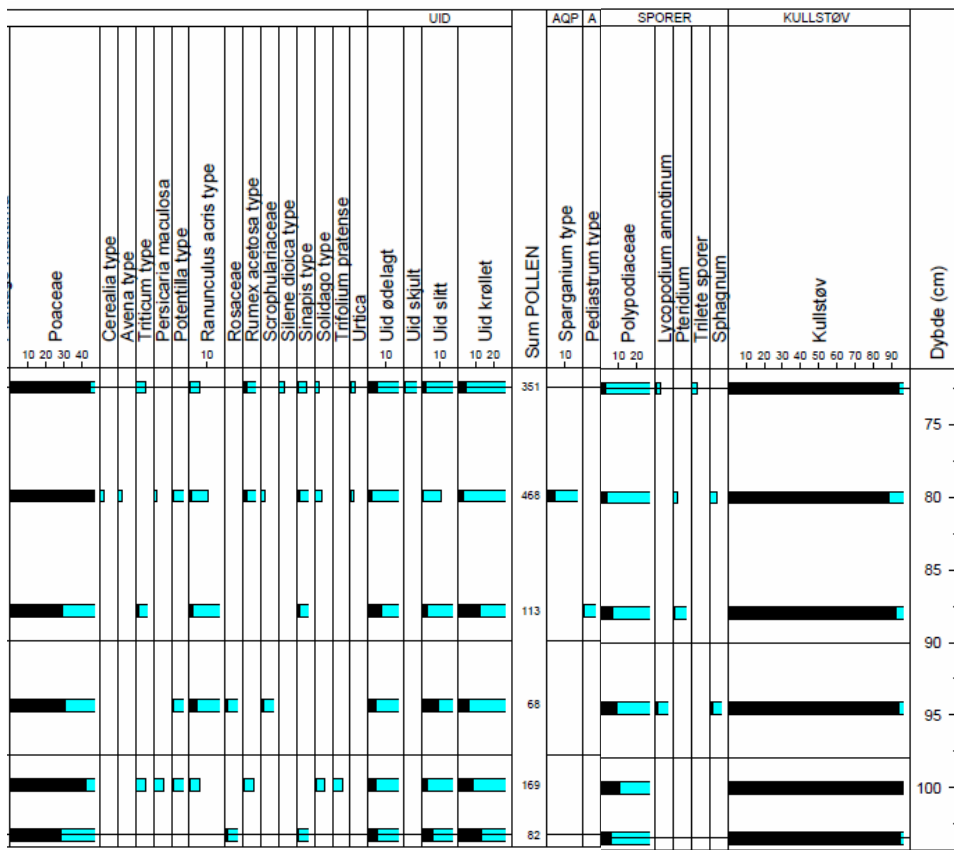 UID
AQP
A
SPORER
KULLSTØV
Poaceae
Cerealia type
Avena type
Triticum type
Persicaria maculosa
Potentilla type
Ranunculus acris type
Rosaceae
Rumex acetosa type
Scrophulariaceae
Silene dioica type
Sinapis type
Solidago type
Trifolium pratense
Urtica
Uid ødelagt
Uid skjult
Uid slitt
Uid krøllet
Sum POLLEN
Sparganium type
Pediastrum type
Polypodiaceae
Lycopodium annotinum
Pteridium
Trilete sporer
Sphagnum
Kullstøv
Dybde (cm)
10 20 30 40
10
10
10
10 20
10
10 20
10 20 30 40 50 60 70 80 90
351
75
468
80
85
113
90
68
95
169
100
82